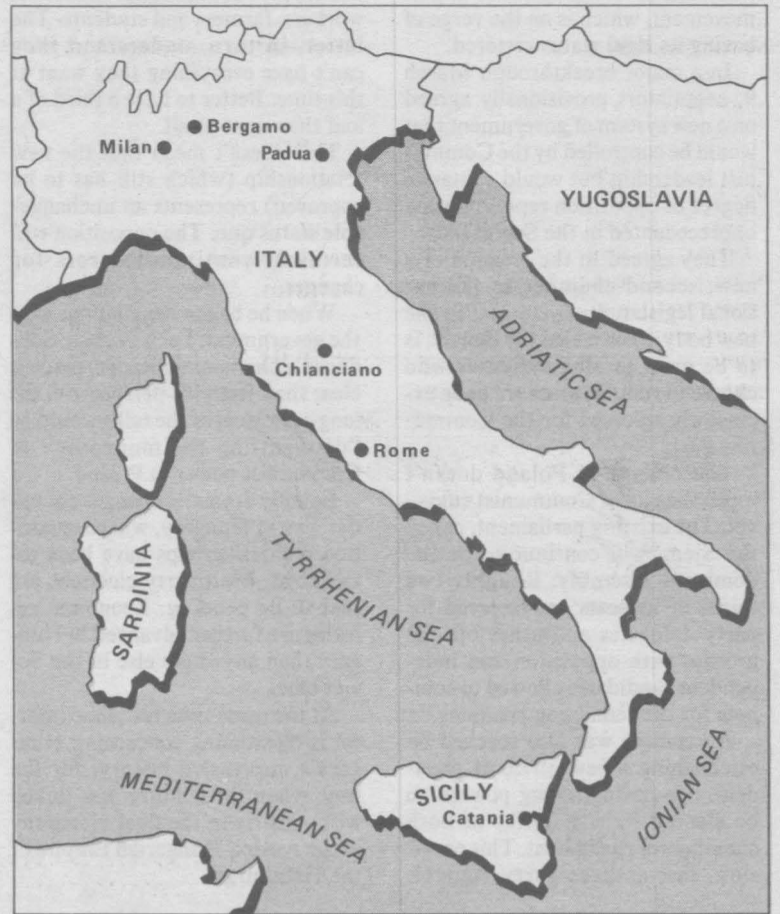 Bergamo
Milan
Padua
YUGOSLAVIA
ITALY
ADRIATIC SEA
Chianciano
Rome
TYRRHENIAN SEA
SARDINIA
SICILY
Catania
IONIAN SEA
MEDITERRANEAN SEA